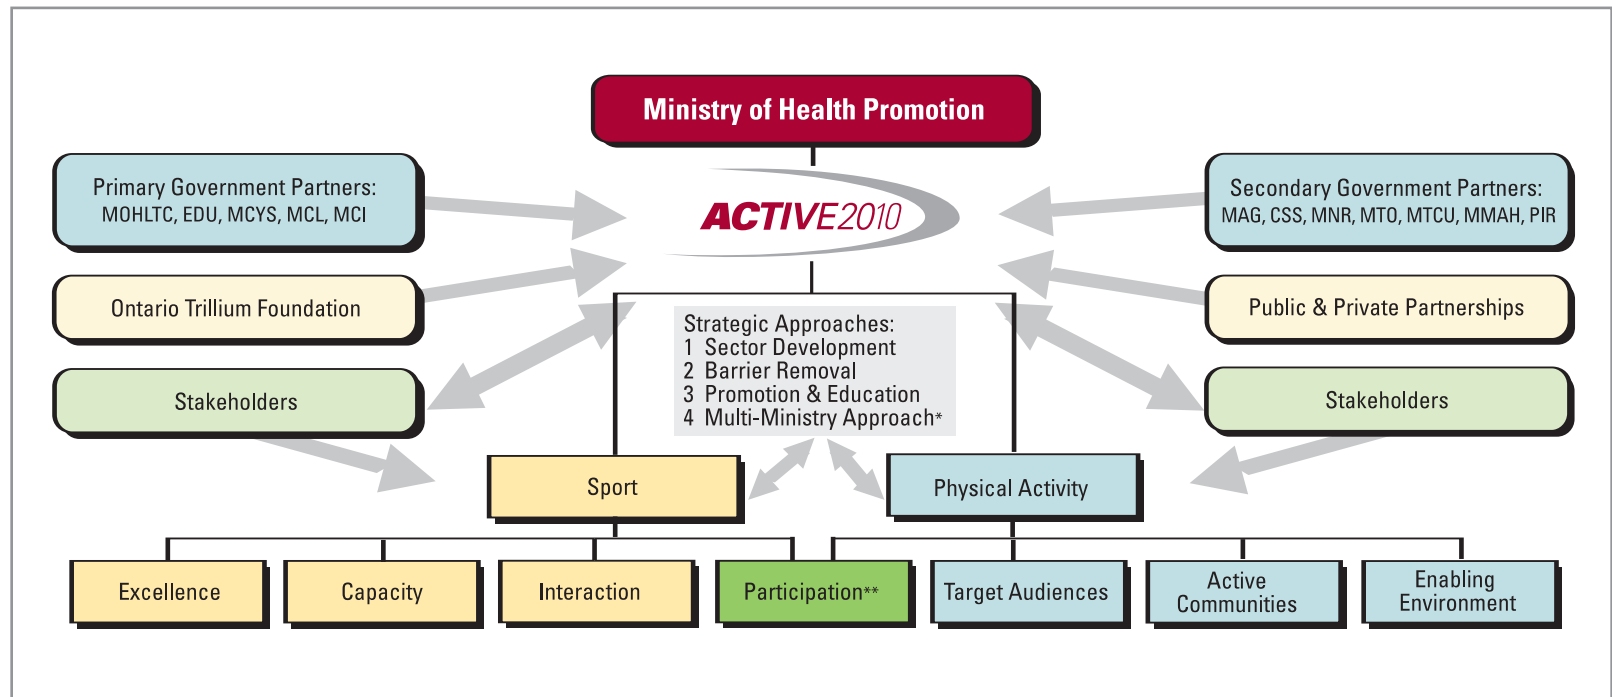 Ministry of Health Promotion
Primary Government Partners:
MOHLTC, EDU, MCYS, MCL, MCI
ACTIVE2010
Secondary Government Partners:
MAG, CSS, MNR, MTO, MTCU, MMAH, PIR
Ontario Trillium Foundation
Public & Private Partnerships
Strategic Approaches:
1 Sector Development
2 Barrier Removal
3 Promotion & Education
4 Multi-Ministry Approach*
Stakeholders
Stakeholders
Sport
Physical Activity
Excellence
Capacity
Interaction
Participation**
Target Audiences
Active
Communities
Enabling
Environment